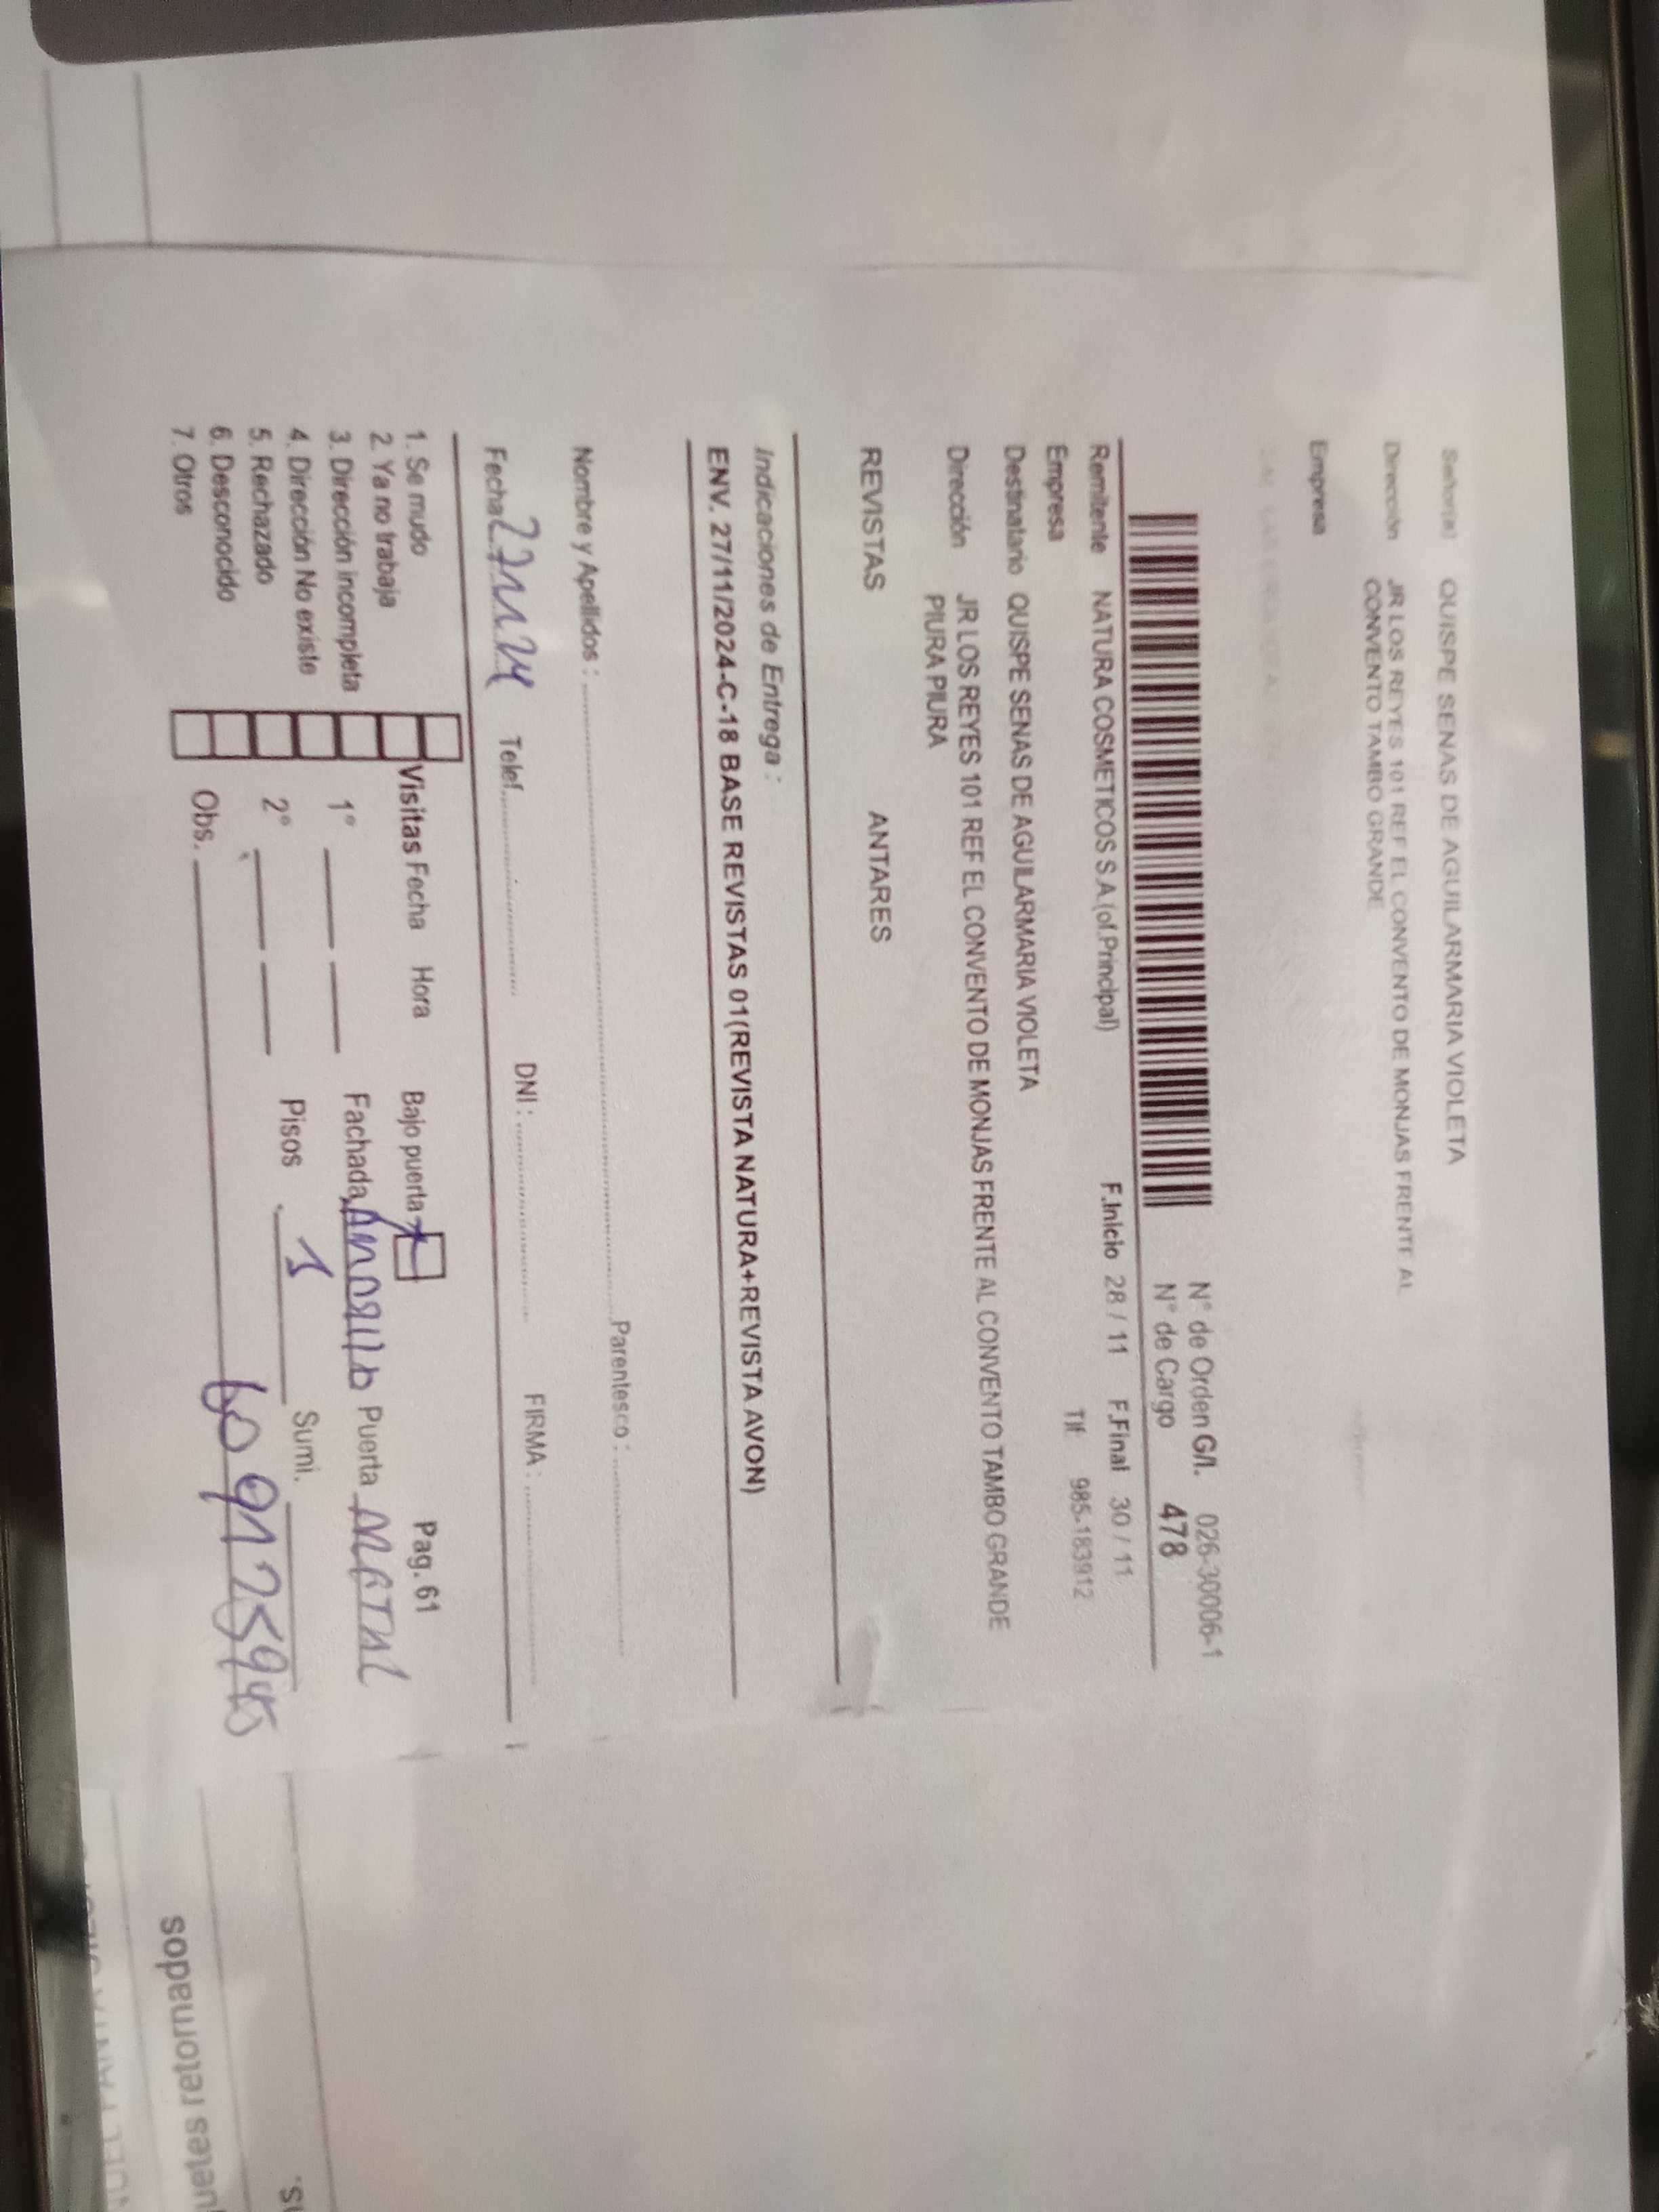 Señor(a) QUISPE SENAS DE AGUILARMARIA VIOLETA
Dirección JR LOS REYES 101 REF EL CONVENTO DE MONJAS FRENTE AL
CONVENTO TAMBO GRANDE
Empresa
N° de Orden G/I. 026-30006-1
N° de Cargo 478
Remitente NATURA COSMETICOS S.A.(of.Principal) F.Inicio 28 / 11 F.Final 30 / 11
Empresa Tlf. 985-183912
Destinatario QUISPE SENAS DE AGUILARMARIA VIOLETA
Dirección JR LOS REYES 101 REF EL CONVENTO DE MONJAS FRENTE AL CONVENTO TAMBO GRANDE
PIURA PIURA
REVISTAS ANTARES
Indicaciones de Entrega :
ENV. 27/11/2024-C-18 BASE REVISTAS 01(REVISTA NATURA+REVISTA AVON)
Nombre y Apellidos : Parentesco :
Fecha Telef. DNI : FIRMA :
1. Se mudo
2. Ya no trabaja
3. Dirección incompleta
4. Dirección No existe
5. Rechazado
6. Desconocido
7. Otros
Visitas Fecha Hora Bajo puerta Pag. 61
1° Fachada Amarillo Puerta Metal
2° Pisos 1 Sumi.
Obs.
uetes retornados